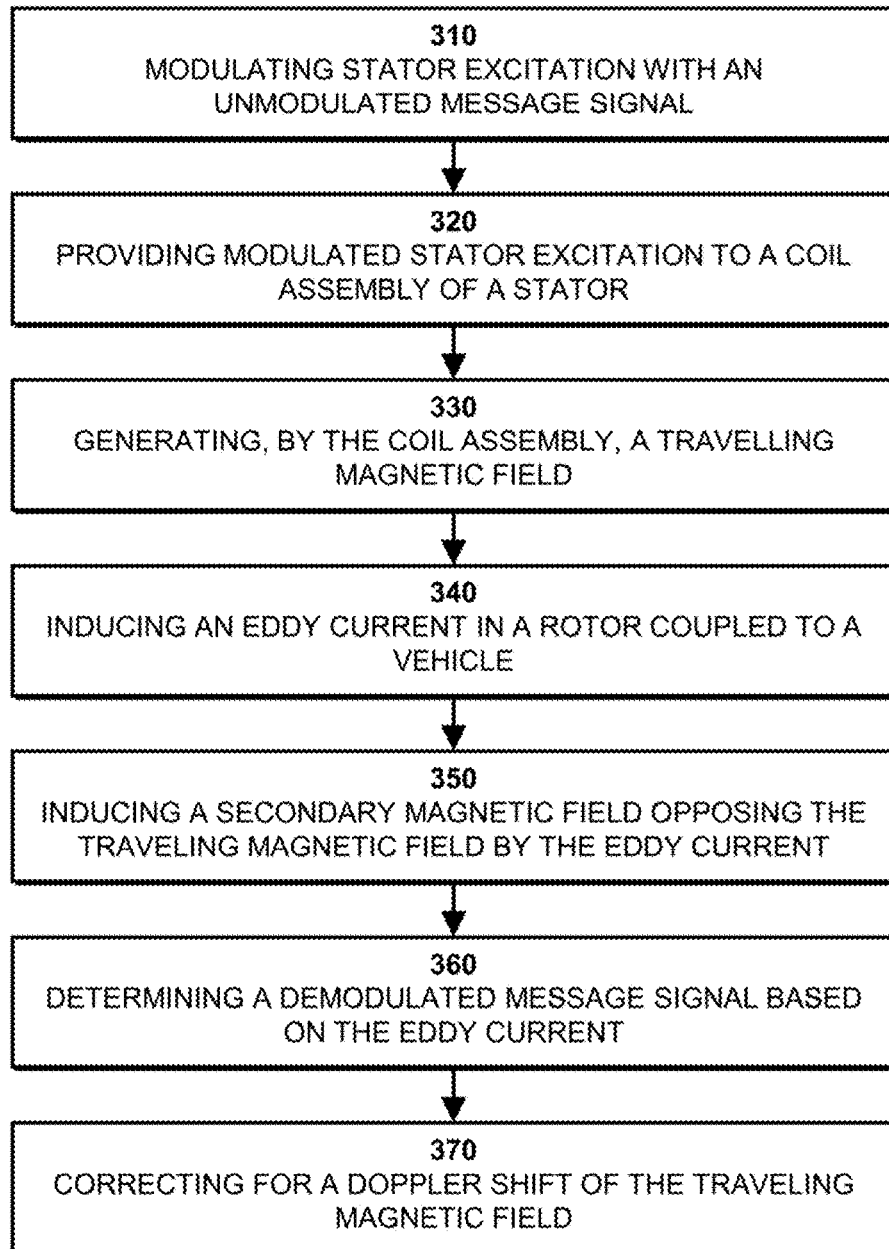 310
MODULATING STATOR EXCITATION WITH AN
UNMODULATED MESSAGE SIGNAL
320
PROVIDING MODULATED STATOR EXCITATION TO A COIL
ASSEMBLY OF A STATOR
330
GENERATING, BY THE COIL ASSEMBLY, A TRAVELLING
MAGNETIC FIELD
340
INDUCING AN EDDY CURRENT IN A ROTOR COUPLED TO A
VEHICLE
350
INDUCING A SECONDARY MAGNETIC FIELD OPPOSING THE
TRAVELING MAGNETIC FIELD BY THE EDDY CURRENT
360
DETERMINING A DEMODULATED MESSAGE SIGNAL BASED
ON THE EDDY CURRENT
370
CORRECTING FOR A DOPPLER SHIFT OF THE TRAVELING
MAGNETIC FIELD